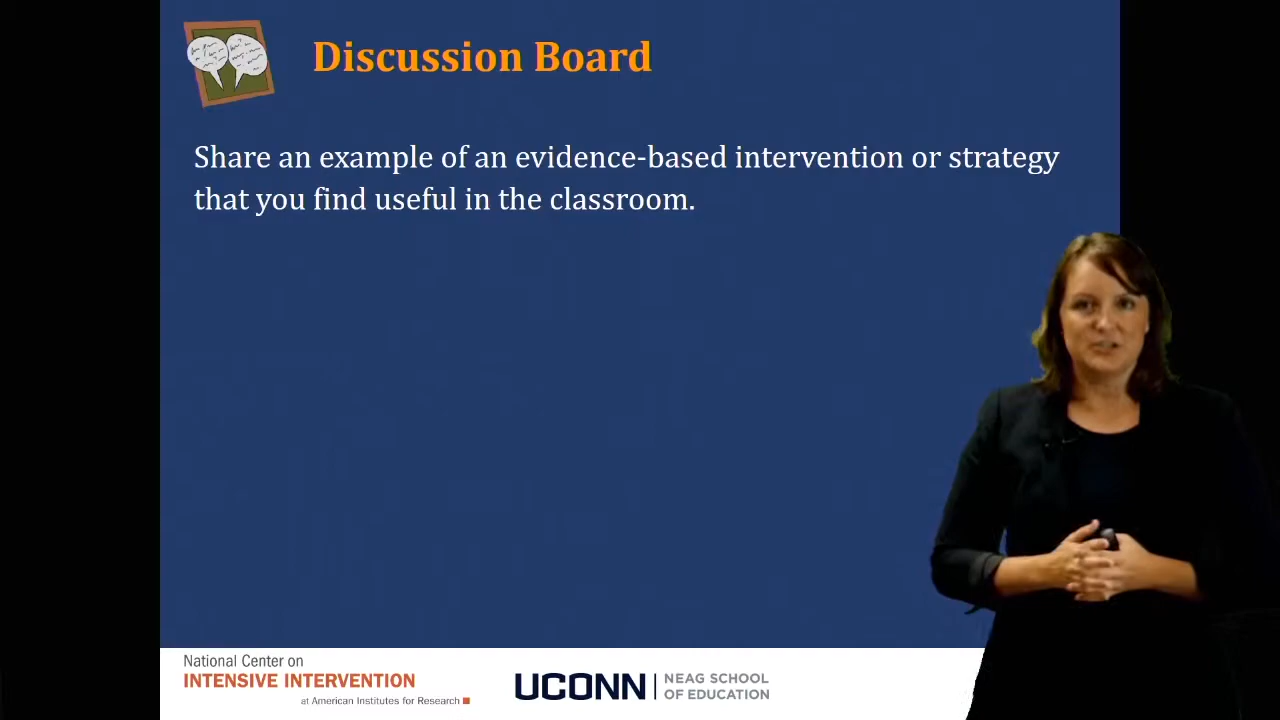 Discussion Board
Share an example of an evidence-based intervention or strategy
that you find useful in the classroom.
National Center on
INTENSIVE INTERVENTION
at American Institutes for Research
UCONN
NEAG SCHOOL
OF EDUCATION